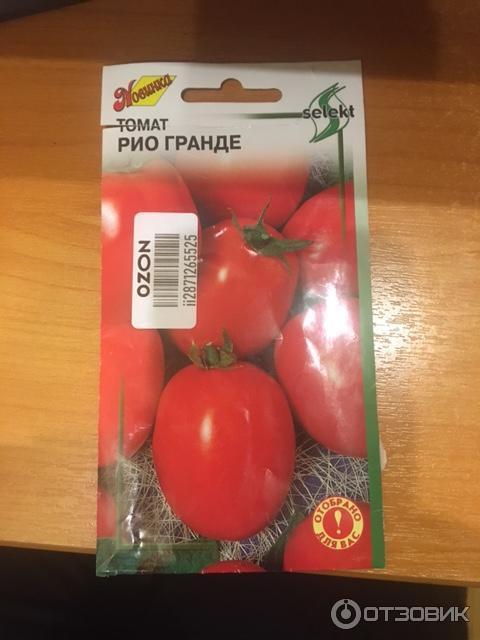 Новинка
selekt
ТОМАТ
РИО ГРАНДЕ
OZON
ii2871265525
ОТОБРАНО
ДЛЯ ВАС
ОТЗОВИК